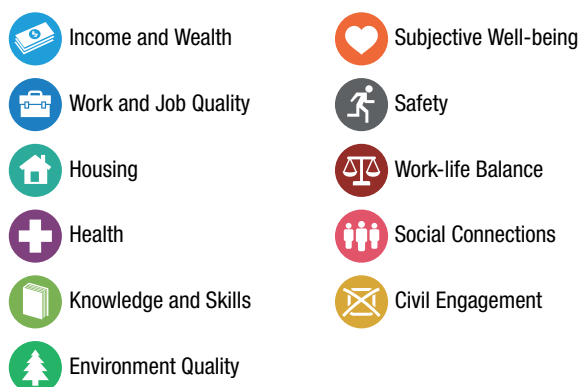 Income and Wealth
Work and Job Quality
Housing
Health
Knowledge and Skills
Environment Quality
Subjective Well-being
Safety
Work-life Balance
Social Connections
Civil Engagement